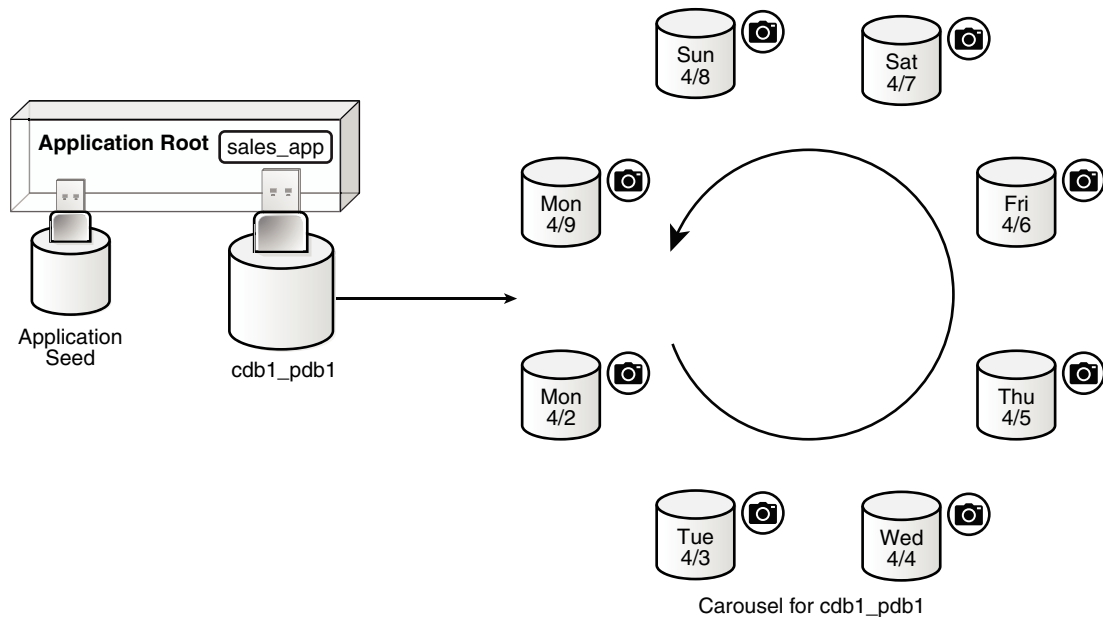 Application Root
sales_app
Application
Seed
cdb1_pdb1
Sun
4/8
Sat
4/7
Mon
4/9
Fri
4/6
Mon
4/2
Thu
4/5
Tue
4/3
Wed
4/4
Carousel for cdb1_pdb1